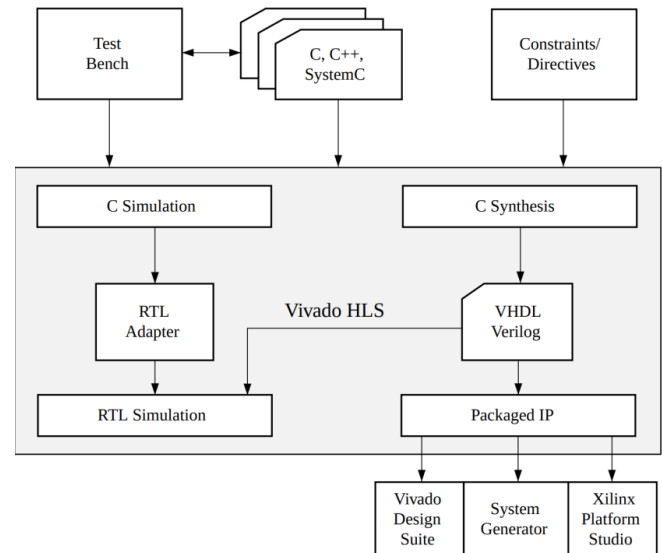 Test
Bench
C, C++,
SystemC
Constraints/
Directives
C Simulation
C Synthesis
RTL
Adapter
Vivado HLS
VHDL
Verilog
RTL Simulation
Packaged IP
Vivado
Design
Suite
System
Generator
Xilinx
Platform
Studio